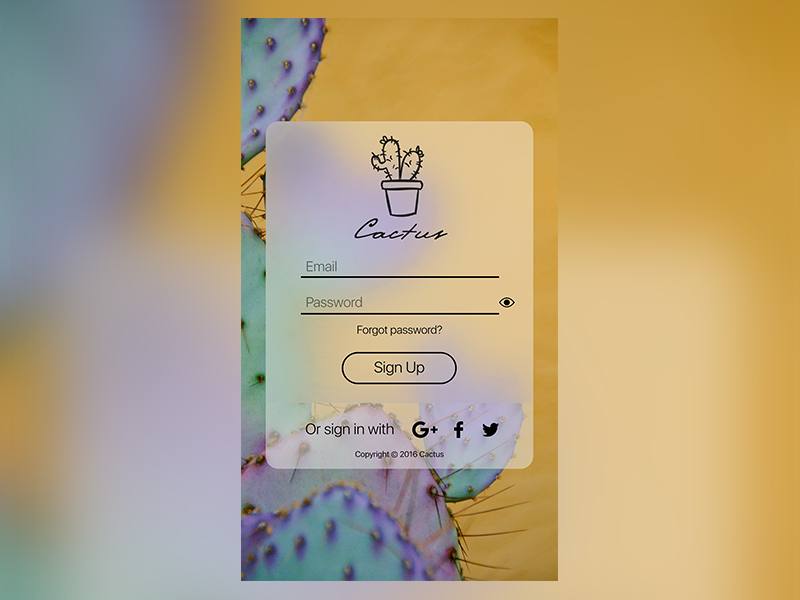 Cactus
Email
Password
Forgot password?
Sign Up
Or sign in with G+ f
Copyright © 2016 Cactus